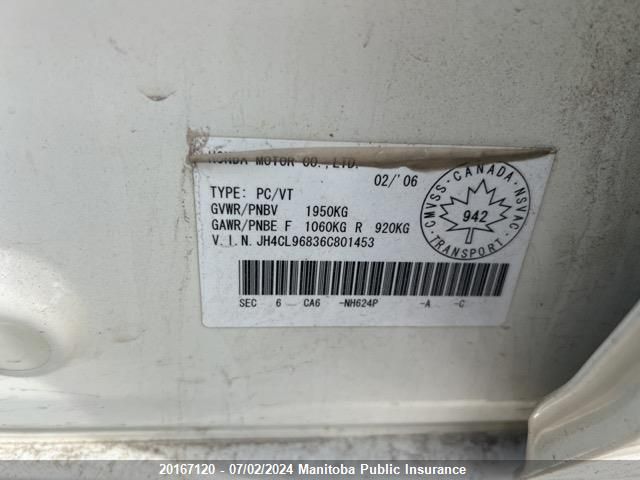 HONDA MOTOR CO.,LTD.
02/'06
TYPE: PC/VT
GVWR/PNBV 1950KG
GAWR/PNBE F 1060KG R 920KG
V.I.N.JH4CL96836C801453
CMVSS · CANADA · NSVAC · TRANSPORT ·
942
SEC 6 CA6 -NH624P -A -C
20167120 - 07/02/2024 Manitoba Public Insurance